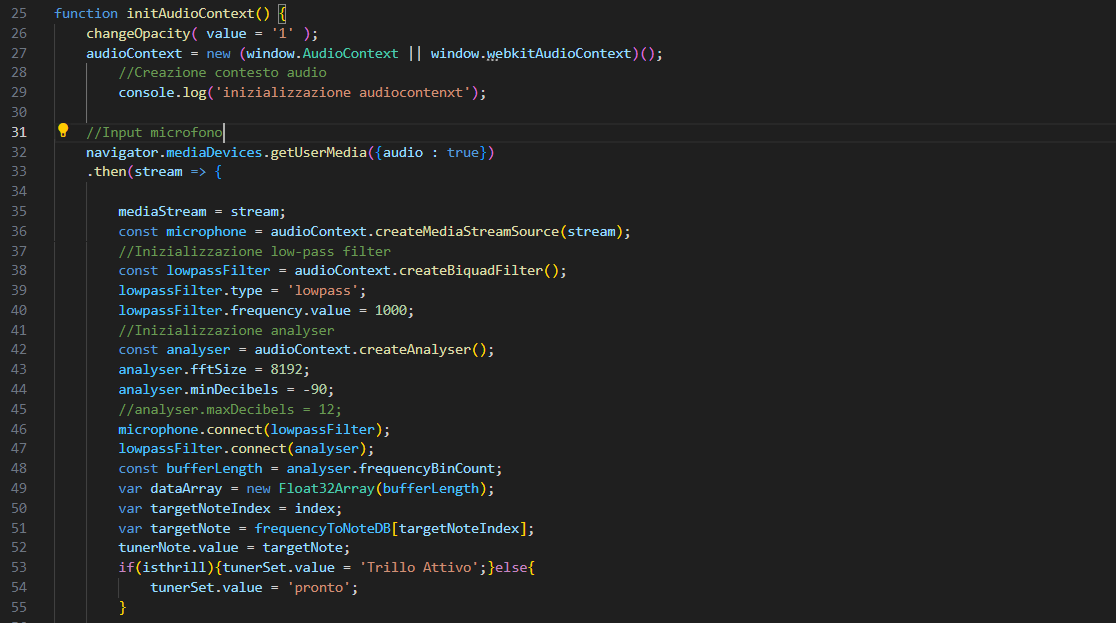 25 function initAudioContext() {
26 changeOpacity( value = '1' );
27 audioContext = new (window.AudioContext || window.webkitAudioContext)();
28 //Creazione contesto audio
29 console.log('inizializzazione audiocontenxt');
30
31 //Input microfono
32 navigator.mediaDevices.getUserMedia({audio : true})
33 .then(stream => {
34
35 mediaStream = stream;
36 const microphone = audioContext.createMediaStreamSource(stream);
37 //Inizializzazione low-pass filter
38 const lowpassFilter = audioContext.createBiquadFilter();
39 lowpassFilter.type = 'lowpass';
40 lowpassFilter.frequency.value = 1000;
41 //Inizializzazione analyser
42 const analyser = audioContext.createAnalyser();
43 analyser.fftSize = 8192;
44 analyser.minDecibels = -90;
45 //analyser.maxDecibels = 12;
46 microphone.connect(lowpassFilter);
47 lowpassFilter.connect(analyser);
48 const bufferLength = analyser.frequencyBinCount;
49 var dataArray = new Float32Array(bufferLength);
50 var targetNoteIndex = index;
51 var targetNote = frequencyToNoteDB[targetNoteIndex];
52 tunerNote.value = targetNote;
53 if(isthrill){tunerSet.value = 'Trillo Attivo';}else{
54 tunerSet.value = 'pronto';
55 }